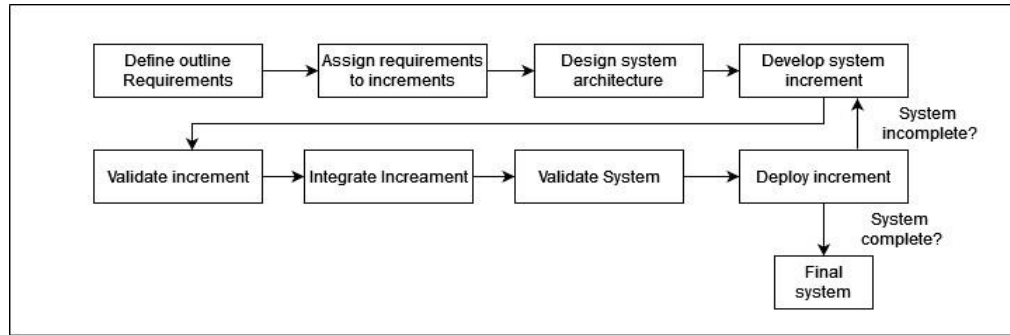 Define outline
Requirements
Assign requirements
to increments
Design system
architecture
Develop system
increment
System
incomplete?
Validate increment
Integrate Increament
Validate System
Deploy increment
System
complete?
Final
system